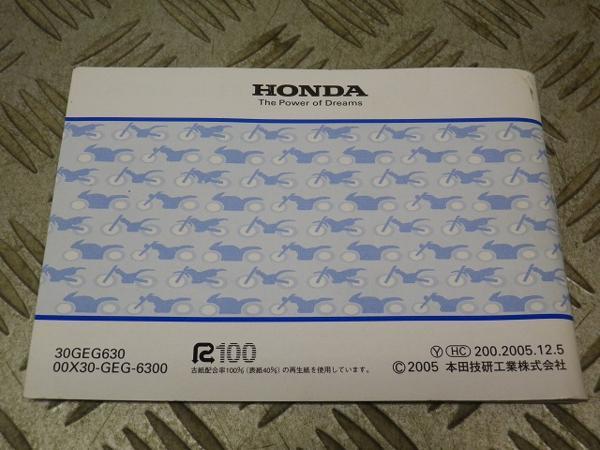 HONDA
The Power of Dreams
30GEG630
00X30-GEG-6300
R100
古紙配合率100%(表紙40%)の再生紙を使用しています。
Ⓨ HC 200.2005.12.5
©2005 本田技研工業株式会社